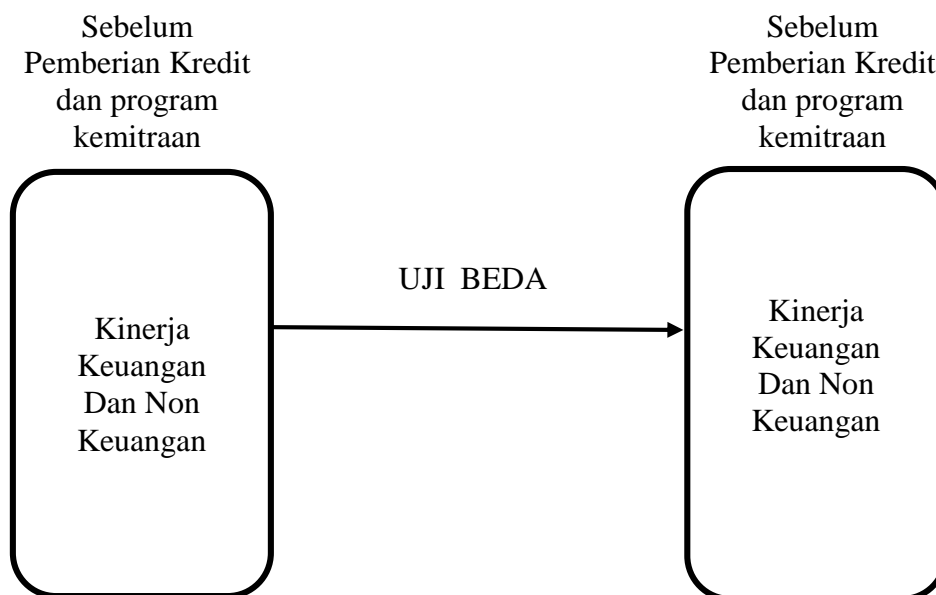 Sebelum
Pemberian Kredit
dan program
kemitraan
Sebelum
Pemberian Kredit
dan program
kemitraan
UJI BEDA
Kinerja
Keuangan
Dan Non
Keuangan
Kinerja
Keuangan
Dan Non
Keuangan